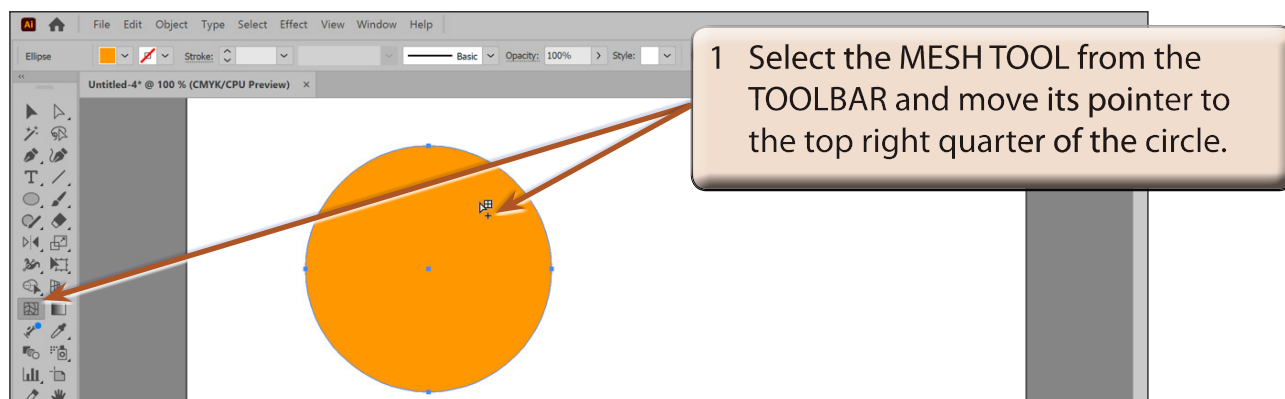 Ai File Edit Object Type Select Effect View Window Help
Ellipse Stroke: Basic Opacity: 100% Style:
Untitled-4* @ 100 % (CMYK/CPU Preview) ×
1 Select the MESH TOOL from the
TOOLBAR and move its pointer to
the top right quarter of the circle.